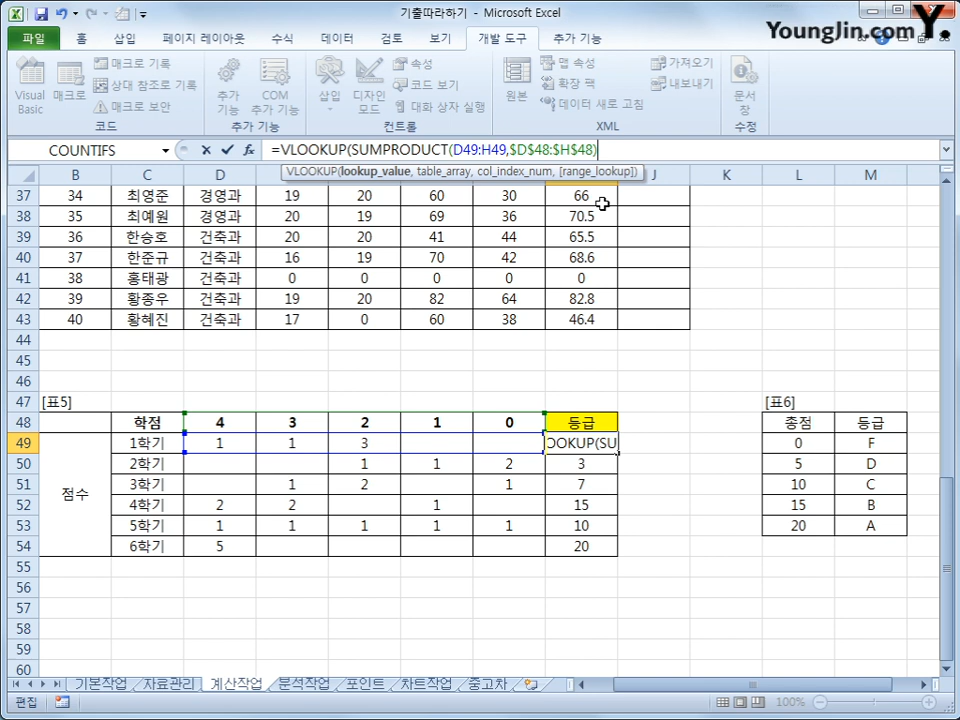 기출따라하기 - Microsoft Excel
Younglin.com Y.
파일 홈 삽입 페이지 레이아웃 수식 데이터 검토 보기 개발 도구 추가 기능
Visual Basic
매크로
매크로 기록
상대 참조로 기록
매크로 보안
코드
추가 기능
COM 추가 기능
추가 기능
삽입
디자인 모드
속성
코드 보기
대화 상자 실행
컨트롤
원본
맵 속성
확장 팩
데이터 새로 고침
가져오기
내보내기
XML
문서 창
수정
COUNTIFS fx =VLOOKUP(SUMPRODUCT(D49:H49,$D$48:$H$48)
VLOOKUP(lookup_value, table_array, col_index_num, [range_lookup])
B C D J K L M
37 34 최영준 경영과 19 20 60 30 66
38 35 최예원 경영과 20 19 69 36 70.5
39 36 한승호 건축과 20 20 41 44 65.5
40 37 한준규 건축과 16 19 70 42 68.6
41 38 홍태광 건축과 0 0 0 0 0
42 39 황종우 건축과 19 20 82 64 82.8
43 40 황혜진 건축과 17 0 60 38 46.4
44
45
46
47 [표5] [표6]
48 학점 4 3 2 1 0 등급 총점 등급
49 1학기 1 1 3 OOKUP(SU 0 F
50 2학기 1 1 2 3 5 D
51 점수 3학기 1 2 1 7 10 C
52 4학기 2 2 1 15 15 B
53 5학기 1 1 1 1 1 10 20 A
54 6학기 5 20
55
56
57
58
59
60
기본작업 자료관리 계산작업 분석작업 포인트 차트작업 중고차
편집 100%